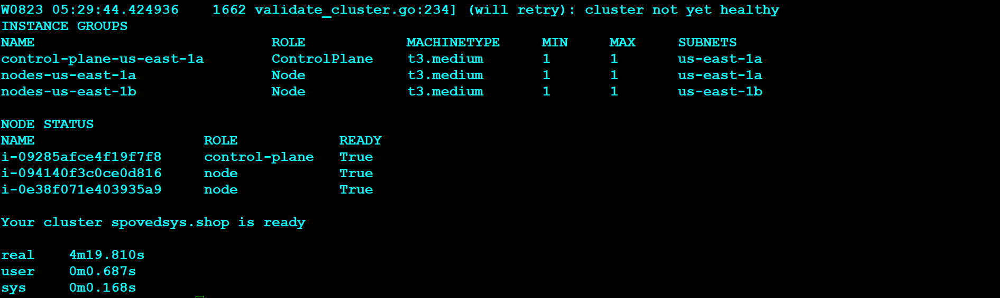 W0823 05:29:44.424936    1662 validate_cluster.go:234] (will retry): cluster not yet healthy
INSTANCE GROUPS
NAME                            ROLE            MACHINETYPE     MIN     MAX     SUBNETS
control-plane-us-east-1a        ControlPlane    t3.medium       1       1       us-east-1a
nodes-us-east-1a                Node            t3.medium       1       1       us-east-1a
nodes-us-east-1b                Node            t3.medium       1       1       us-east-1b
NODE STATUS
NAME                    ROLE            READY
i-09285afce4f19f7f8     control-plane   True
i-094140f3c0ce0d816     node            True
i-0e38f071e403935a9     node            True
Your cluster spovedsys.shop is ready
real    4m19.810s
user    0m0.687s
sys     0m0.168s